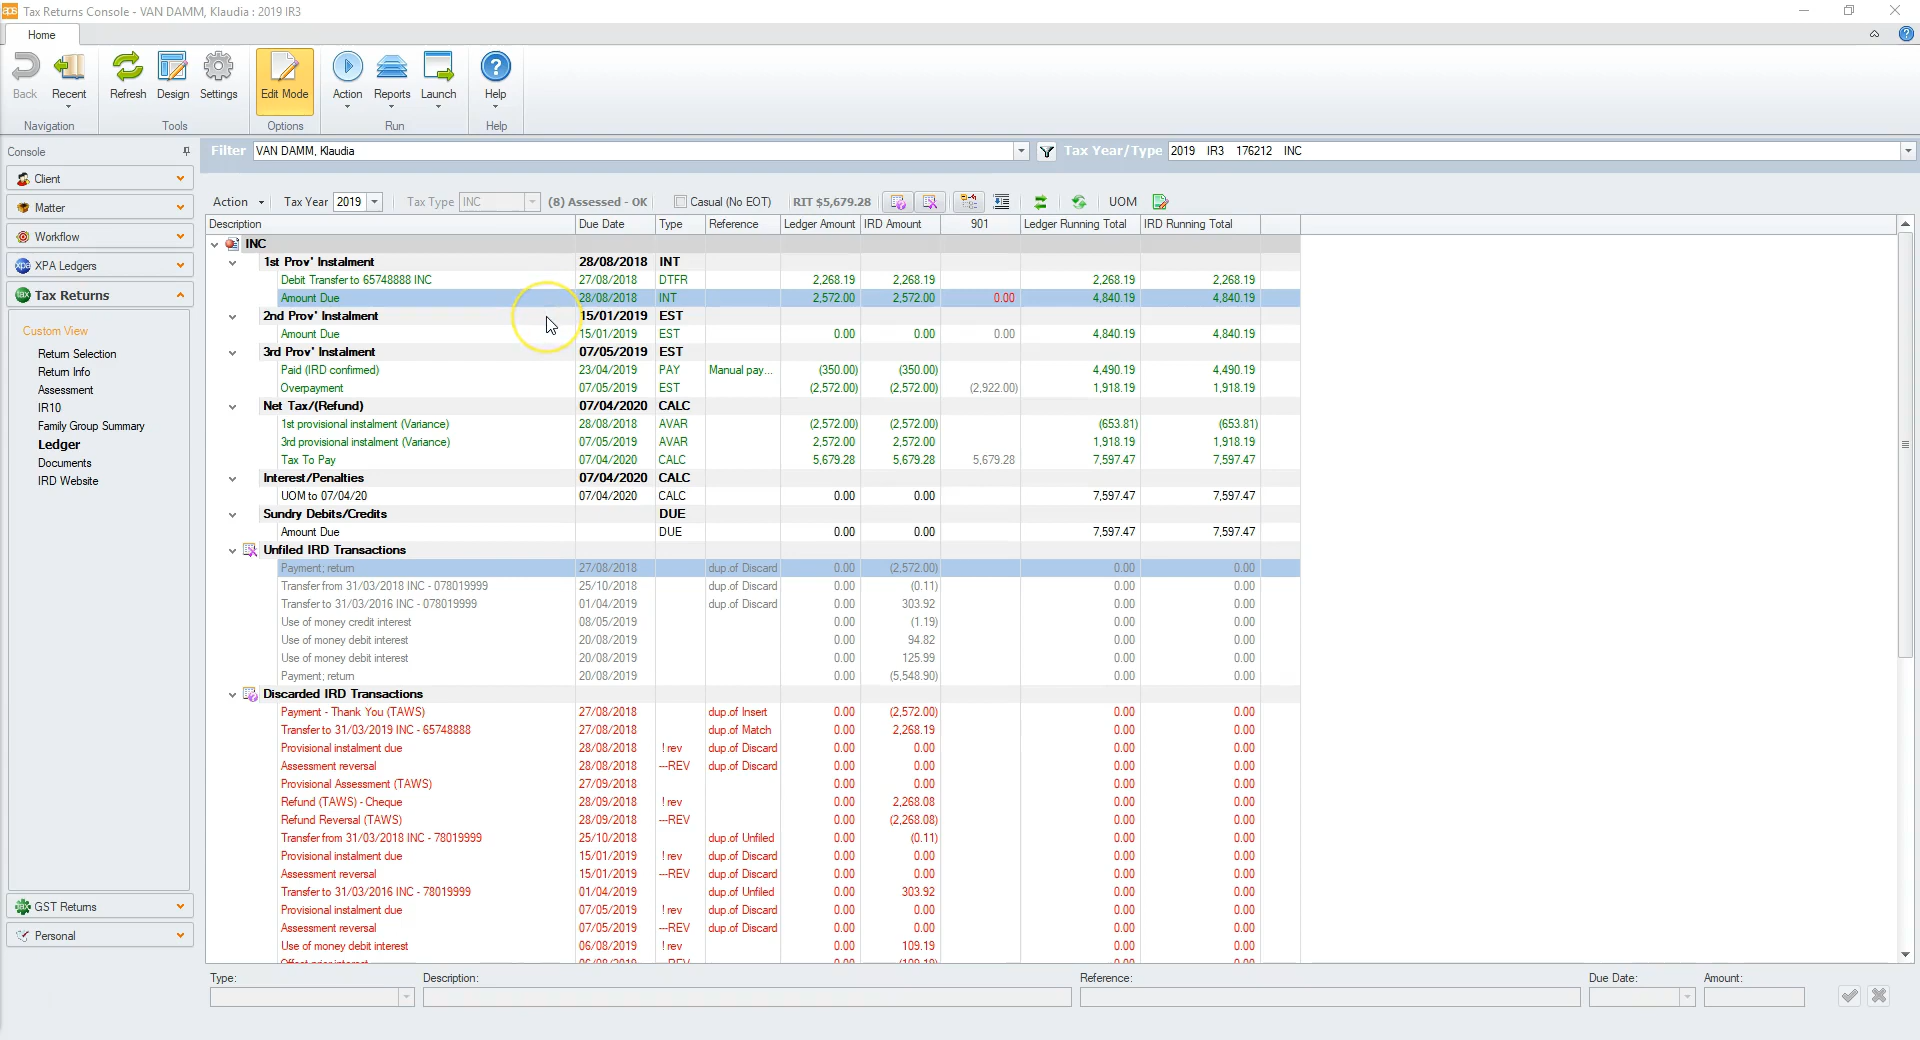 aps Tax Returns Console - VAN DAMM, Klaudia : 2019 IR3
Home
Back Recent Refresh Design Settings Edit Mode Action Reports Launch Help
Navigation Tools Options Run Help
Console
Filter VAN DAMM, Klaudia Tax Year/Type 2019 IR3 176212 INC
Client
Matter
Workflow
XPA Ledgers
Tax Returns
Custom View
Return Selection
Return Info
Assessment
IR10
Family Group Summary
Ledger
Documents
IRD Website
GST Returns
Personal
Action Tax Year 2019 Tax Type INC (8) Assessed - OK Casual (No EOT) RIT $5,679.28 UOM
Description Due Date Type Reference Ledger Amount IRD Amount 901 Ledger Running Total IRD Running Total
INC
1st Prov' Instalment 28/08/2018 INT
Debit Transfer to 65748888 INC 27/08/2018 DTFR 2,268.19 2,268.19 2,268.19 2,268.19
Amount Due 28/08/2018 INT 2,572.00 2,572.00 0.00 4,840.19 4,840.19
2nd Prov' Instalment 15/01/2019 EST
Amount Due 15/01/2019 EST 0.00 0.00 0.00 4,840.19 4,840.19
3rd Prov' Instalment 07/05/2019 EST
Paid (IRD confirmed) 23/04/2019 PAY Manual pay... (350.00) (350.00) 4,490.19 4,490.19
Overpayment 07/05/2019 EST (2,572.00) (2,572.00) (2,922.00) 1,918.19 1,918.19
Net Tax/(Refund) 07/04/2020 CALC
1st provisional instalment (Variance) 28/08/2018 AVAR (2,572.00) (2,572.00) (653.81) (653.81)
3rd provisional instalment (Variance) 07/05/2019 AVAR 2,572.00 2,572.00 1,918.19 1,918.19
Tax To Pay 07/04/2020 CALC 5,679.28 5,679.28 5,679.28 7,597.47 7,597.47
Interest/Penalties 07/04/2020 CALC
UOM to 07/04/20 07/04/2020 CALC 0.00 0.00 7,597.47 7,597.47
Sundry Debits/Credits DUE
Amount Due DUE 0.00 0.00 7,597.47 7,597.47
Unfiled IRD Transactions
Payment; return 27/08/2018 dup.of Discard 0.00 (2,572.00) 0.00 0.00
Transfer from 31/03/2018 INC - 078019999 25/10/2018 dup.of Discard 0.00 (0.11) 0.00 0.00
Transfer to 31/03/2016 INC - 078019999 01/04/2019 dup.of Discard 0.00 303.92 0.00 0.00
Use of money credit interest 08/05/2019 0.00 (1.19) 0.00 0.00
Use of money debit interest 20/08/2019 0.00 94.82 0.00 0.00
Use of money debit interest 20/08/2019 0.00 125.99 0.00 0.00
Payment; return 20/08/2019 0.00 (5,548.90) 0.00 0.00
Discarded IRD Transactions
Payment - Thank You (TAWS) 27/08/2018 dup.of Insert 0.00 (2,572.00) 0.00 0.00
Transfer to 31/03/2019 INC - 65748888 27/08/2018 dup.of Match 0.00 2,268.19 0.00 0.00
Provisional instalment due 28/08/2018 ! rev dup.of Discard 0.00 0.00 0.00 0.00
Assessment reversal 28/08/2018 ---REV dup.of Discard 0.00 0.00 0.00 0.00
Provisional Assessment (TAWS) 27/09/2018 0.00 0.00 0.00 0.00
Refund (TAWS) - Cheque 28/09/2018 ! rev 0.00 2,268.08 0.00 0.00
Refund Reversal (TAWS) 28/09/2018 ---REV 0.00 (2,268.08) 0.00 0.00
Transfer from 31/03/2018 INC - 78019999 25/10/2018 dup.of Unfiled 0.00 (0.11) 0.00 0.00
Provisional instalment due 15/01/2019 ! rev dup.of Discard 0.00 0.00 0.00 0.00
Assessment reversal 15/01/2019 ---REV dup.of Discard 0.00 0.00 0.00 0.00
Transfer to 31/03/2016 INC - 78019999 01/04/2019 dup.of Unfiled 0.00 303.92 0.00 0.00
Provisional instalment due 07/05/2019 ! rev dup.of Discard 0.00 0.00 0.00 0.00
Assessment reversal 07/05/2019 ---REV dup.of Discard 0.00 0.00 0.00 0.00
Use of money debit interest 06/08/2019 ! rev 0.00 109.19 0.00 0.00
Type: Description: Reference: Due Date: Amount: